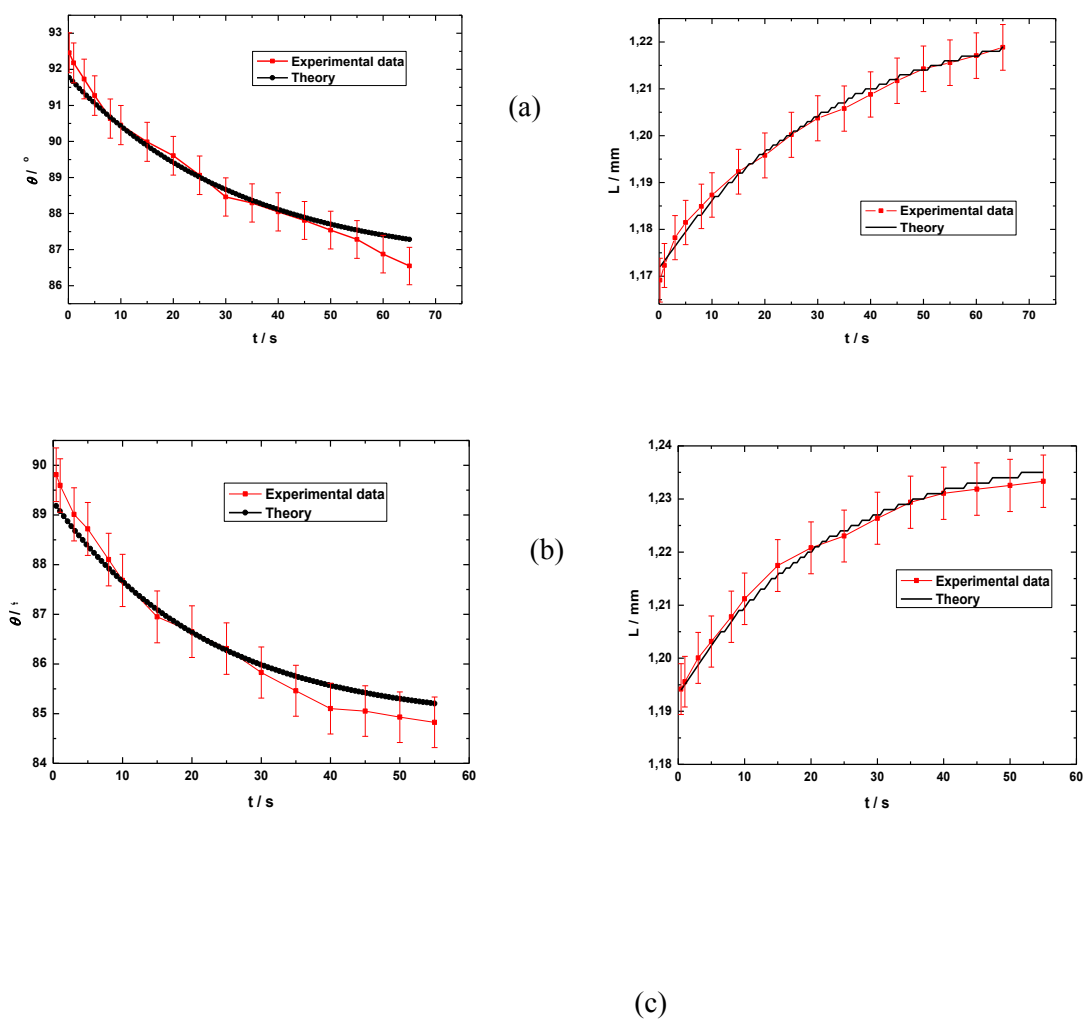 93
92
91
90
89
88
87
86
θ / °
0 10 20 30 40 50 60 70
t / s
Experimental data
Theory
(a)
1,22
1,21
1,20
1,19
1,18
1,17
L / mm
0 10 20 30 40 50 60 70
t / s
Experimental data
Theory
90
89
88
87
86
85
84
θ /
0 10 20 30 40 50 60
t / s
Experimental data
Theory
(b)
1,24
1,23
1,22
1,21
1,20
1,19
1,18
L / mm
0 10 20 30 40 50 60
t / s
Experimental data
Theory
(c)